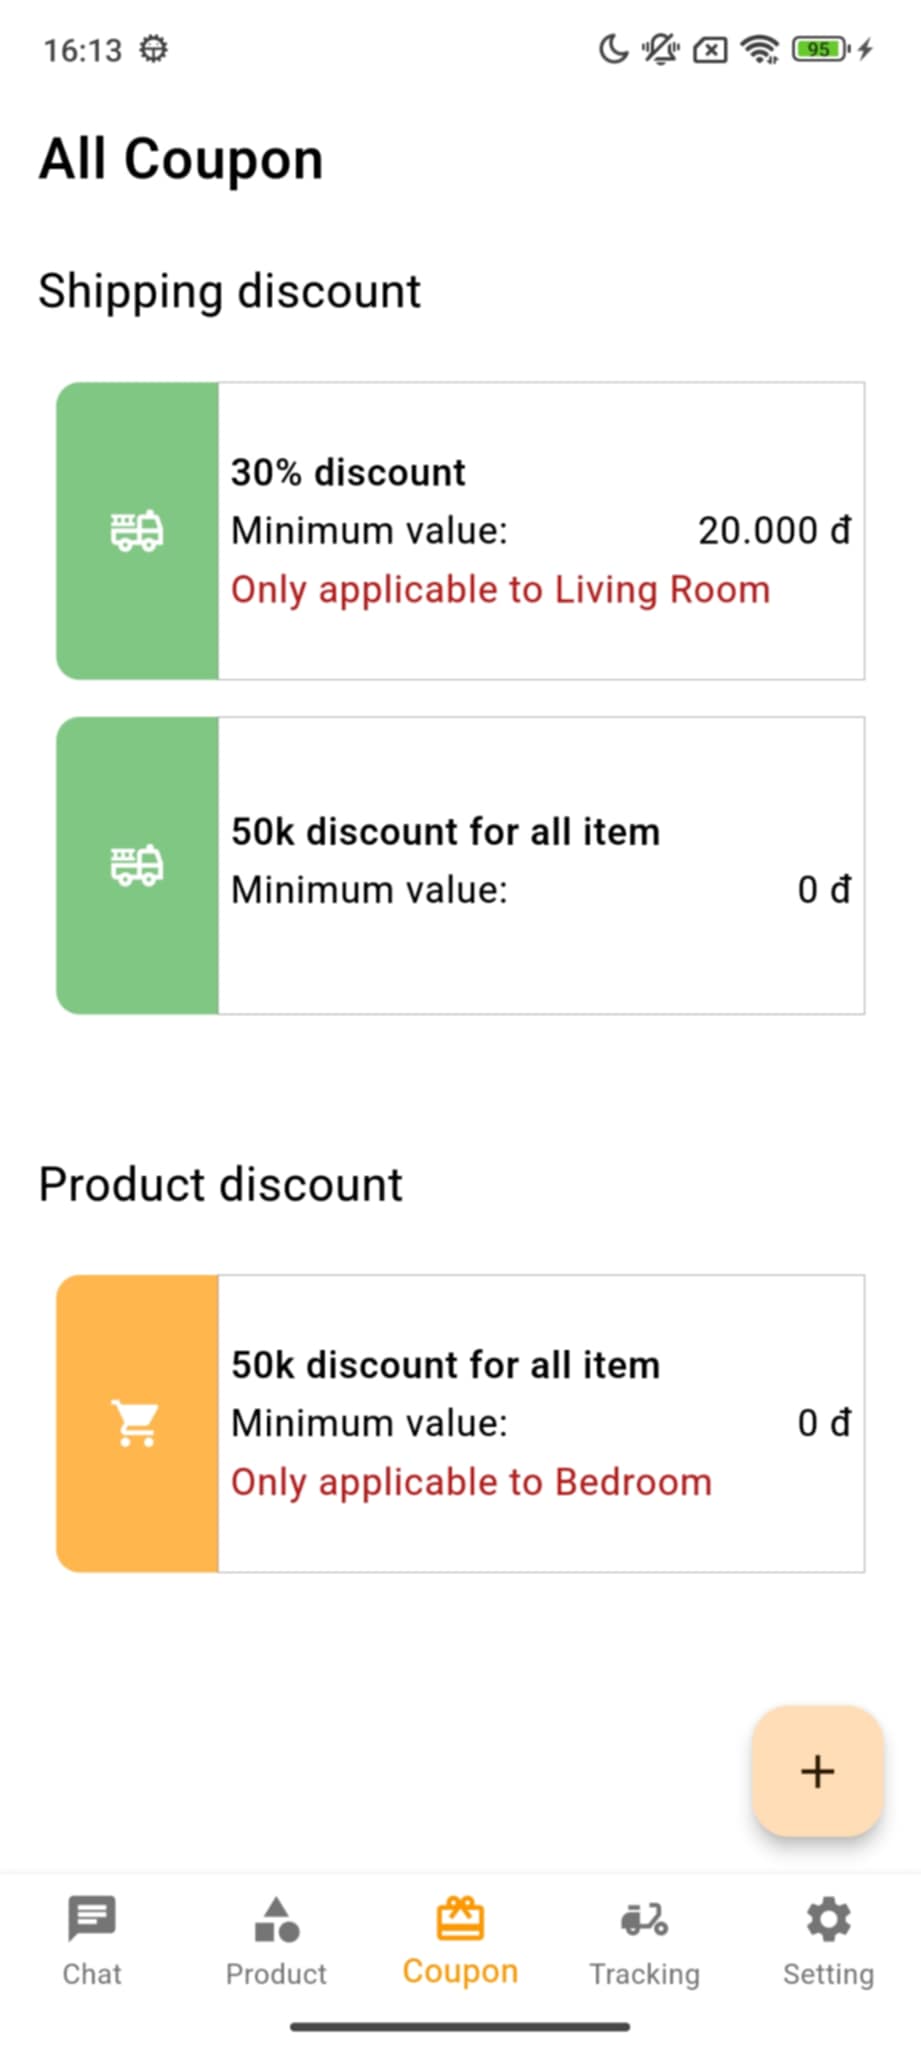 16:13
95
All Coupon
Shipping discount
30% discount
Minimum value: 20.000 đ
Only applicable to Living Room
50k discount for all item
Minimum value: 0 đ
Product discount
50k discount for all item
Minimum value: 0 đ
Only applicable to Bedroom
+
Chat Product Coupon Tracking Setting